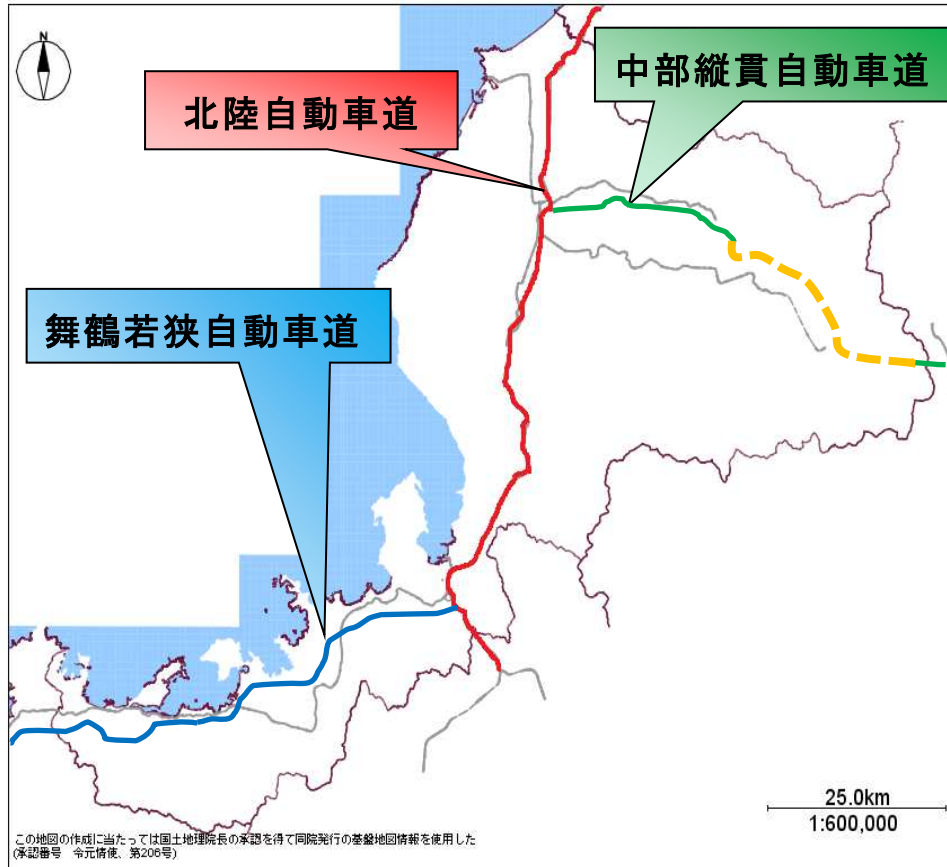 N
中部縦貫自動車道
北陸自動車道
舞鶴若狭自動車道
25.0km
1:600,000
この地図の作成に当たっては国土地理院長の承認を得て同院発行の基盤地図情報を使用した
(承認番号 令元情使、第206号)